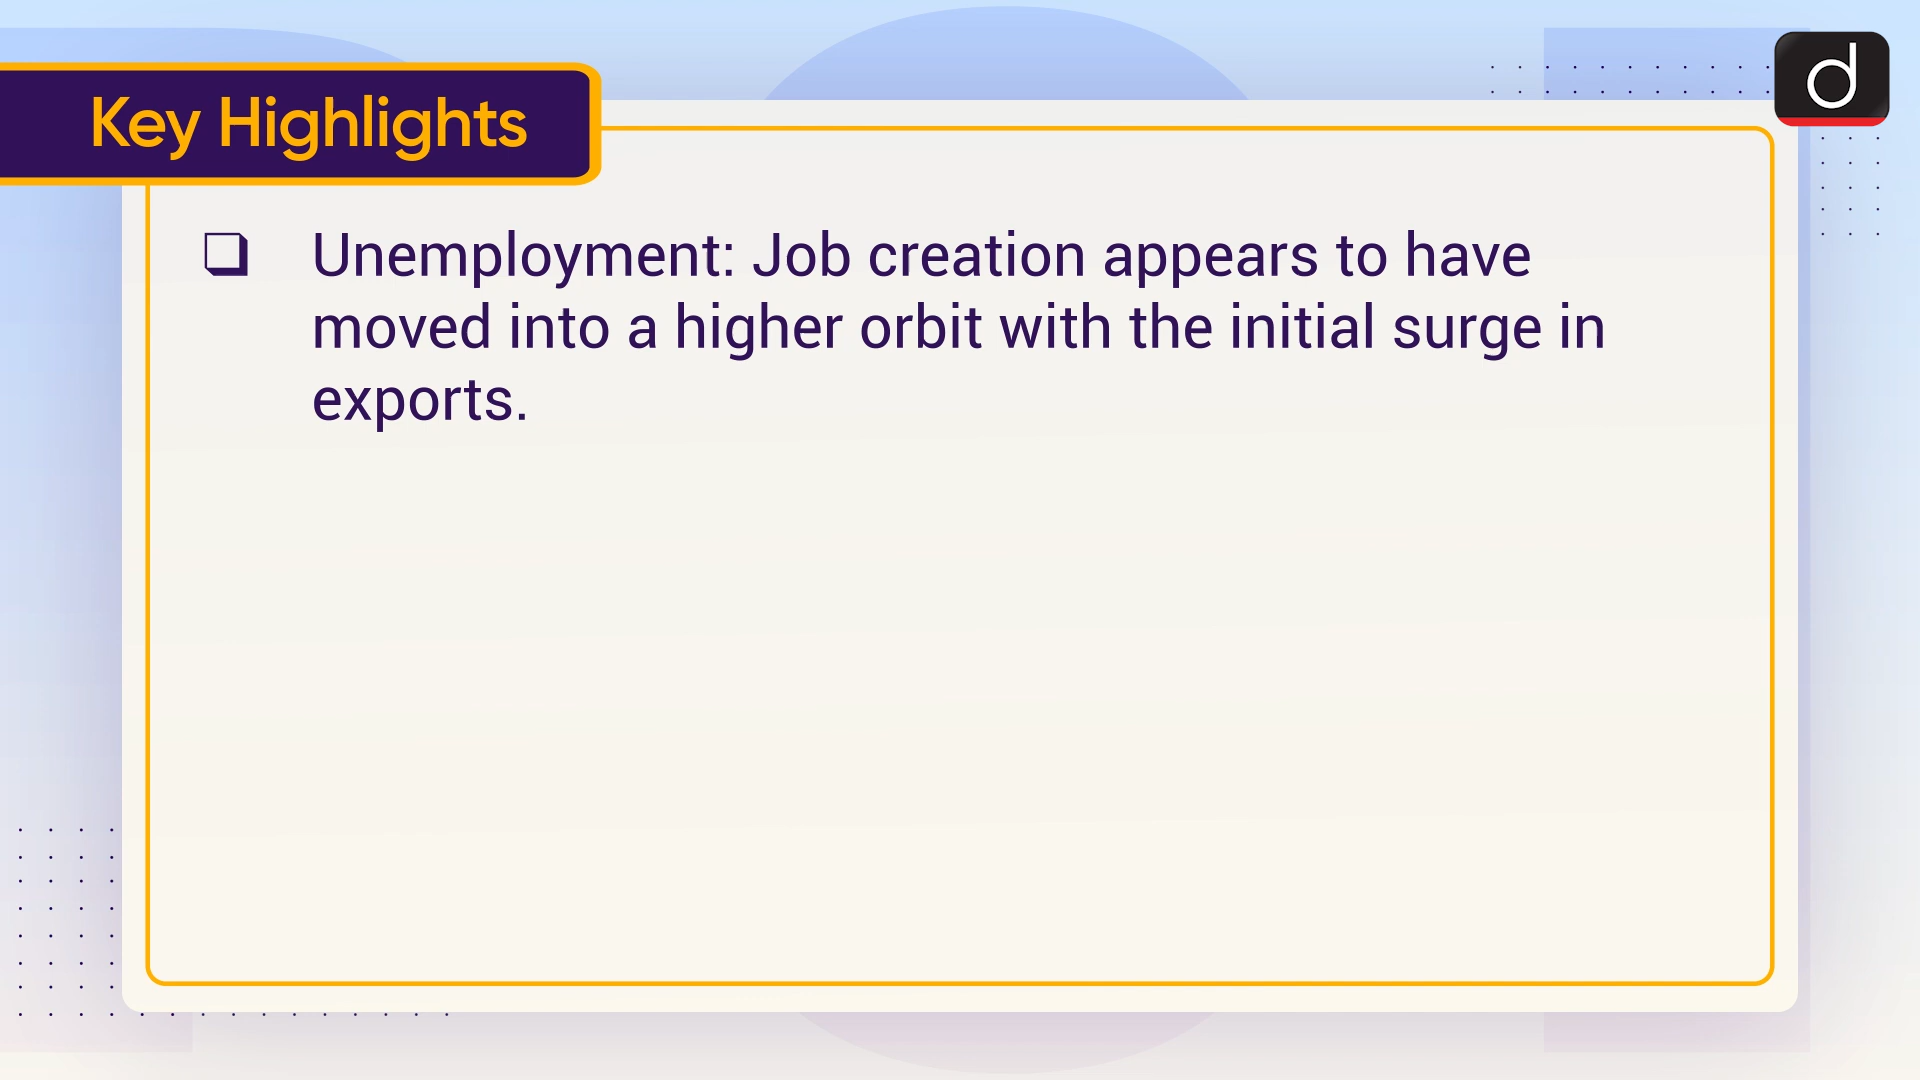 Key Highlights
d
❑ Unemployment: Job creation appears to have
moved into a higher orbit with the initial surge in
exports.